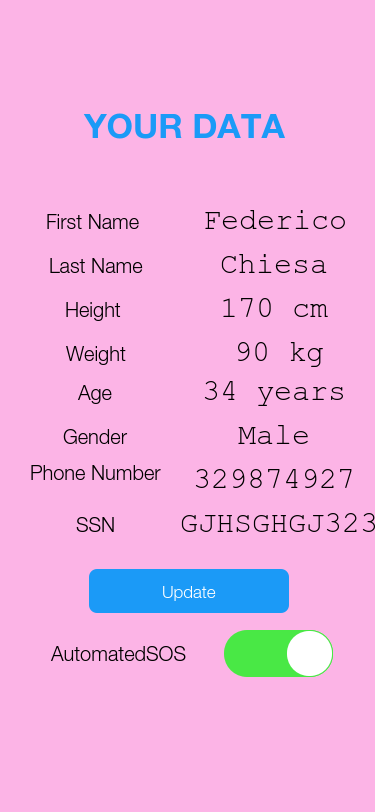 YOUR DATA
First Name Federico
Last Name Chiesa
Height 170 cm
Weight 90 kg
Age 34 years
Gender Male
Phone Number 329874927
SSN GJHSGHGJ323
Update
AutomatedSOS